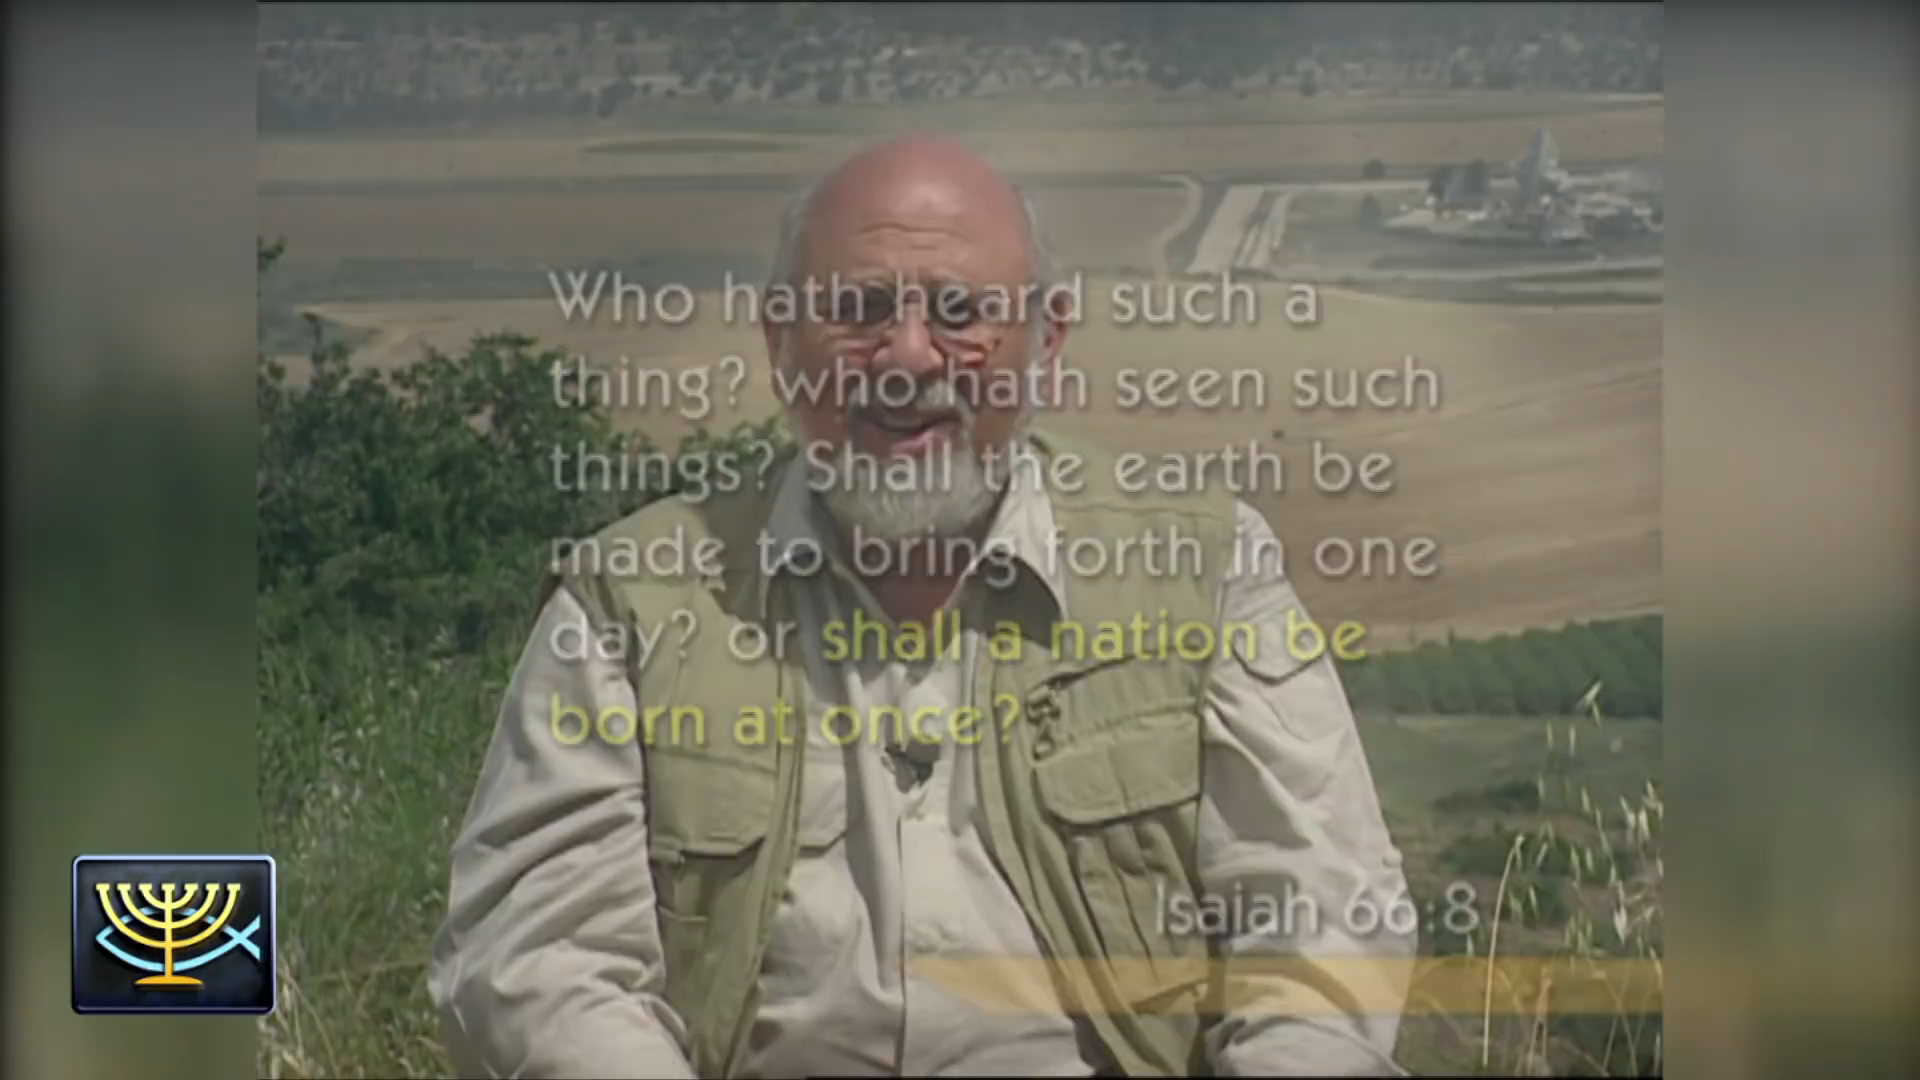 Who hath heard such a
thing? who hath seen such
things? Shall the earth be
made to bring forth in one
day? or shall a nation be
born at once?
Isaiah 66:8